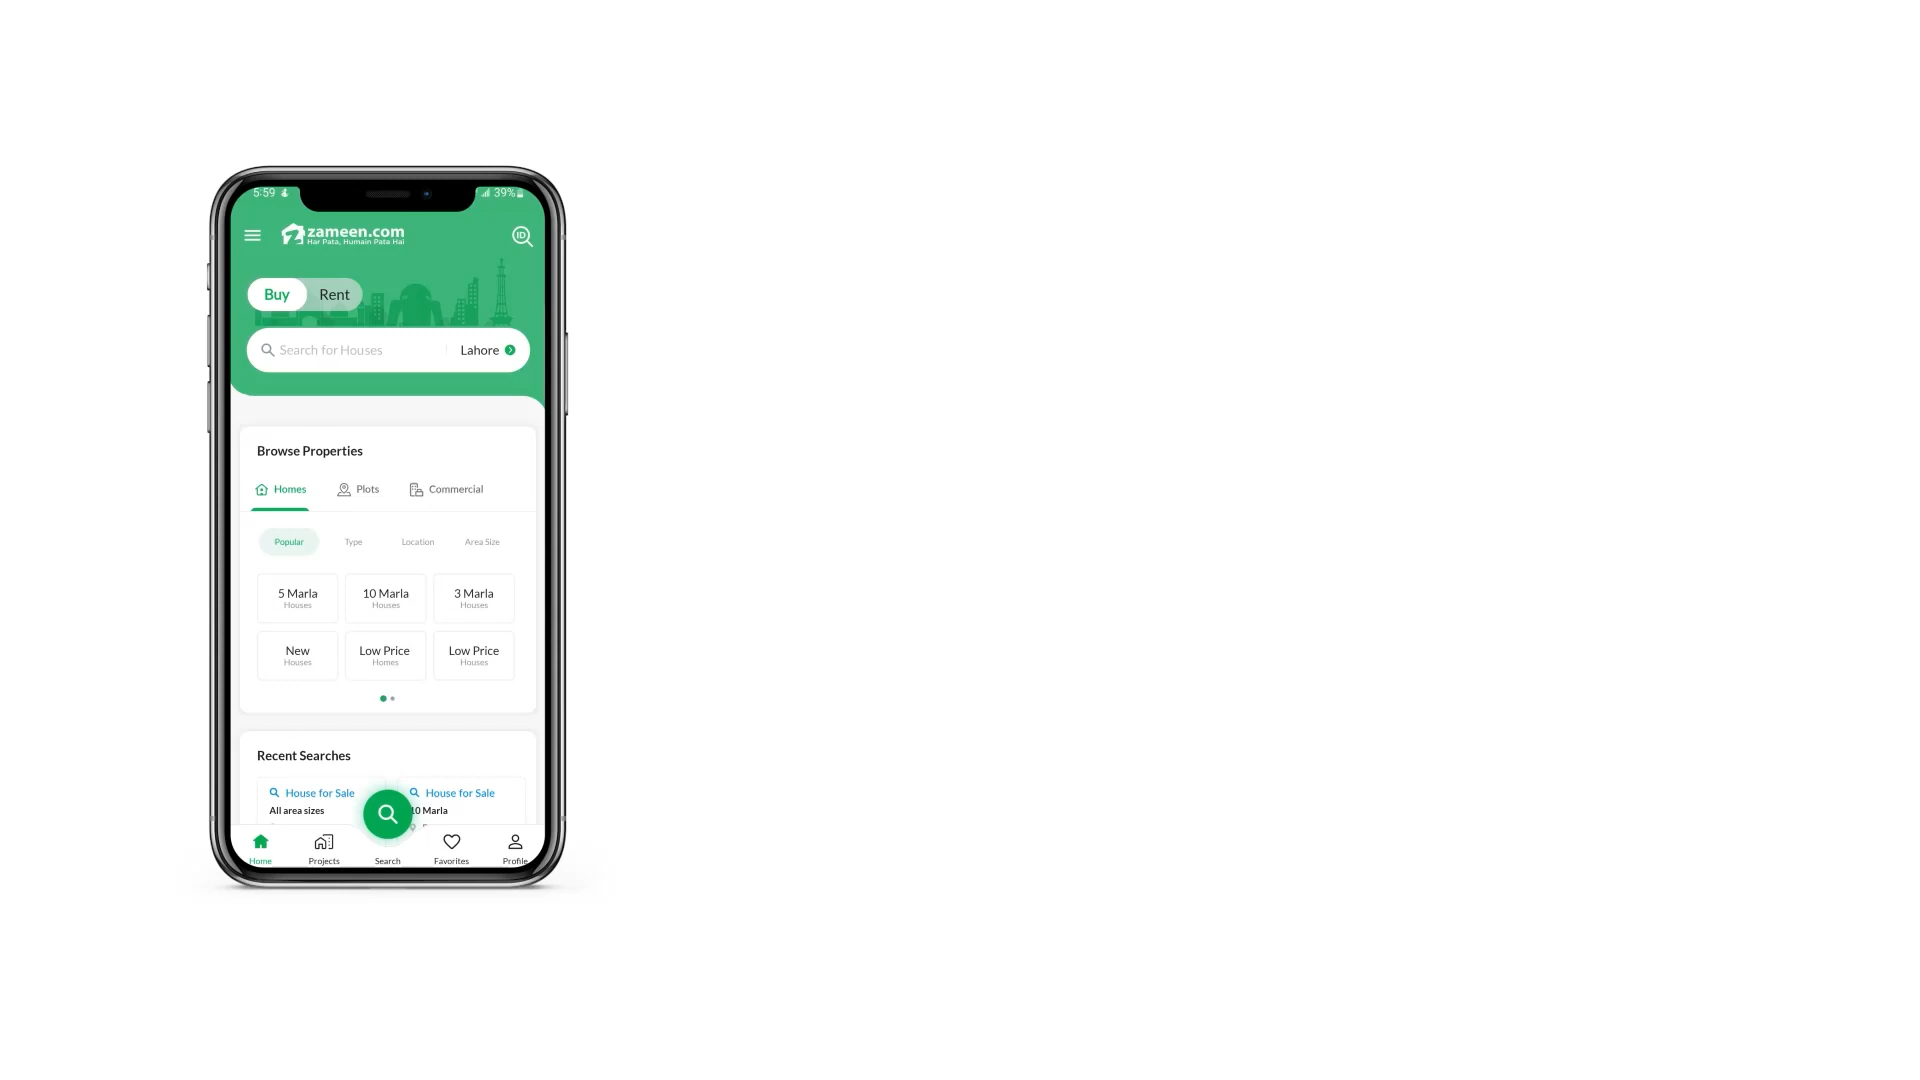 5:59
39%
zameen.com
Har Pata, Humain Pata Hai
ID
Buy Rent
Search for Houses Lahore
Browse Properties
Homes Plots Commercial
Popular Type Location Area Size
5 Marla 10 Marla 3 Marla
Houses Houses Houses
New Low Price Low Price
Houses Homes Houses
Recent Searches
House for Sale House for Sale
All area sizes 10 Marla
Home Projects Search Favorites Profile